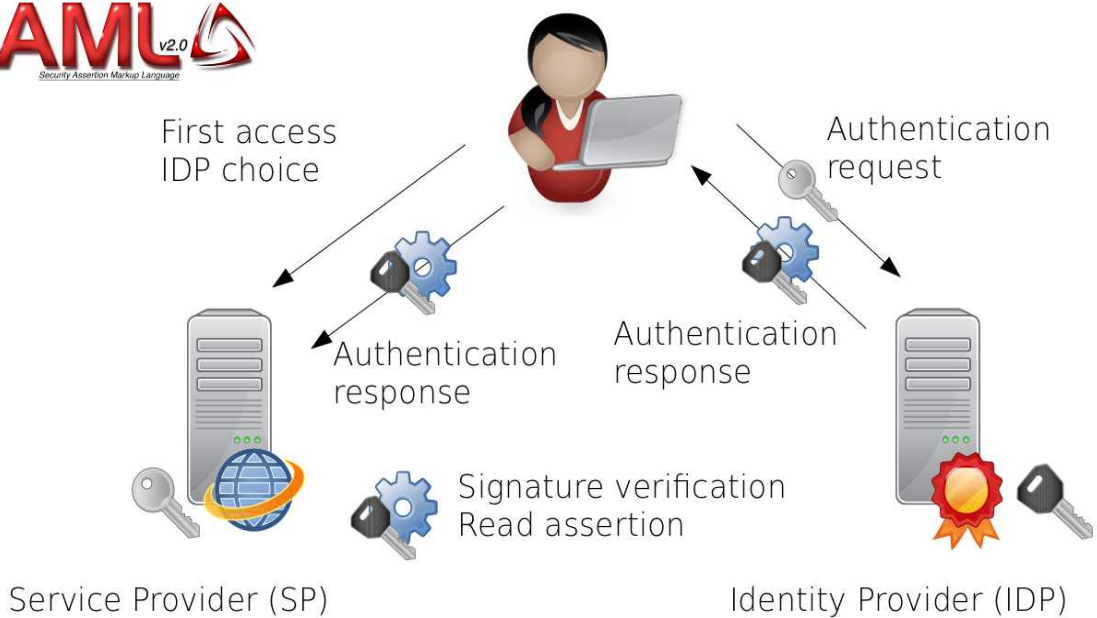 AML v2.0
Security Assertion Markup Language
First access
IDP choice
Authentication
request
Authentication
response
Authentication
response
Signature verification
Read assertion
Service Provider (SP)
Identity Provider (IDP)